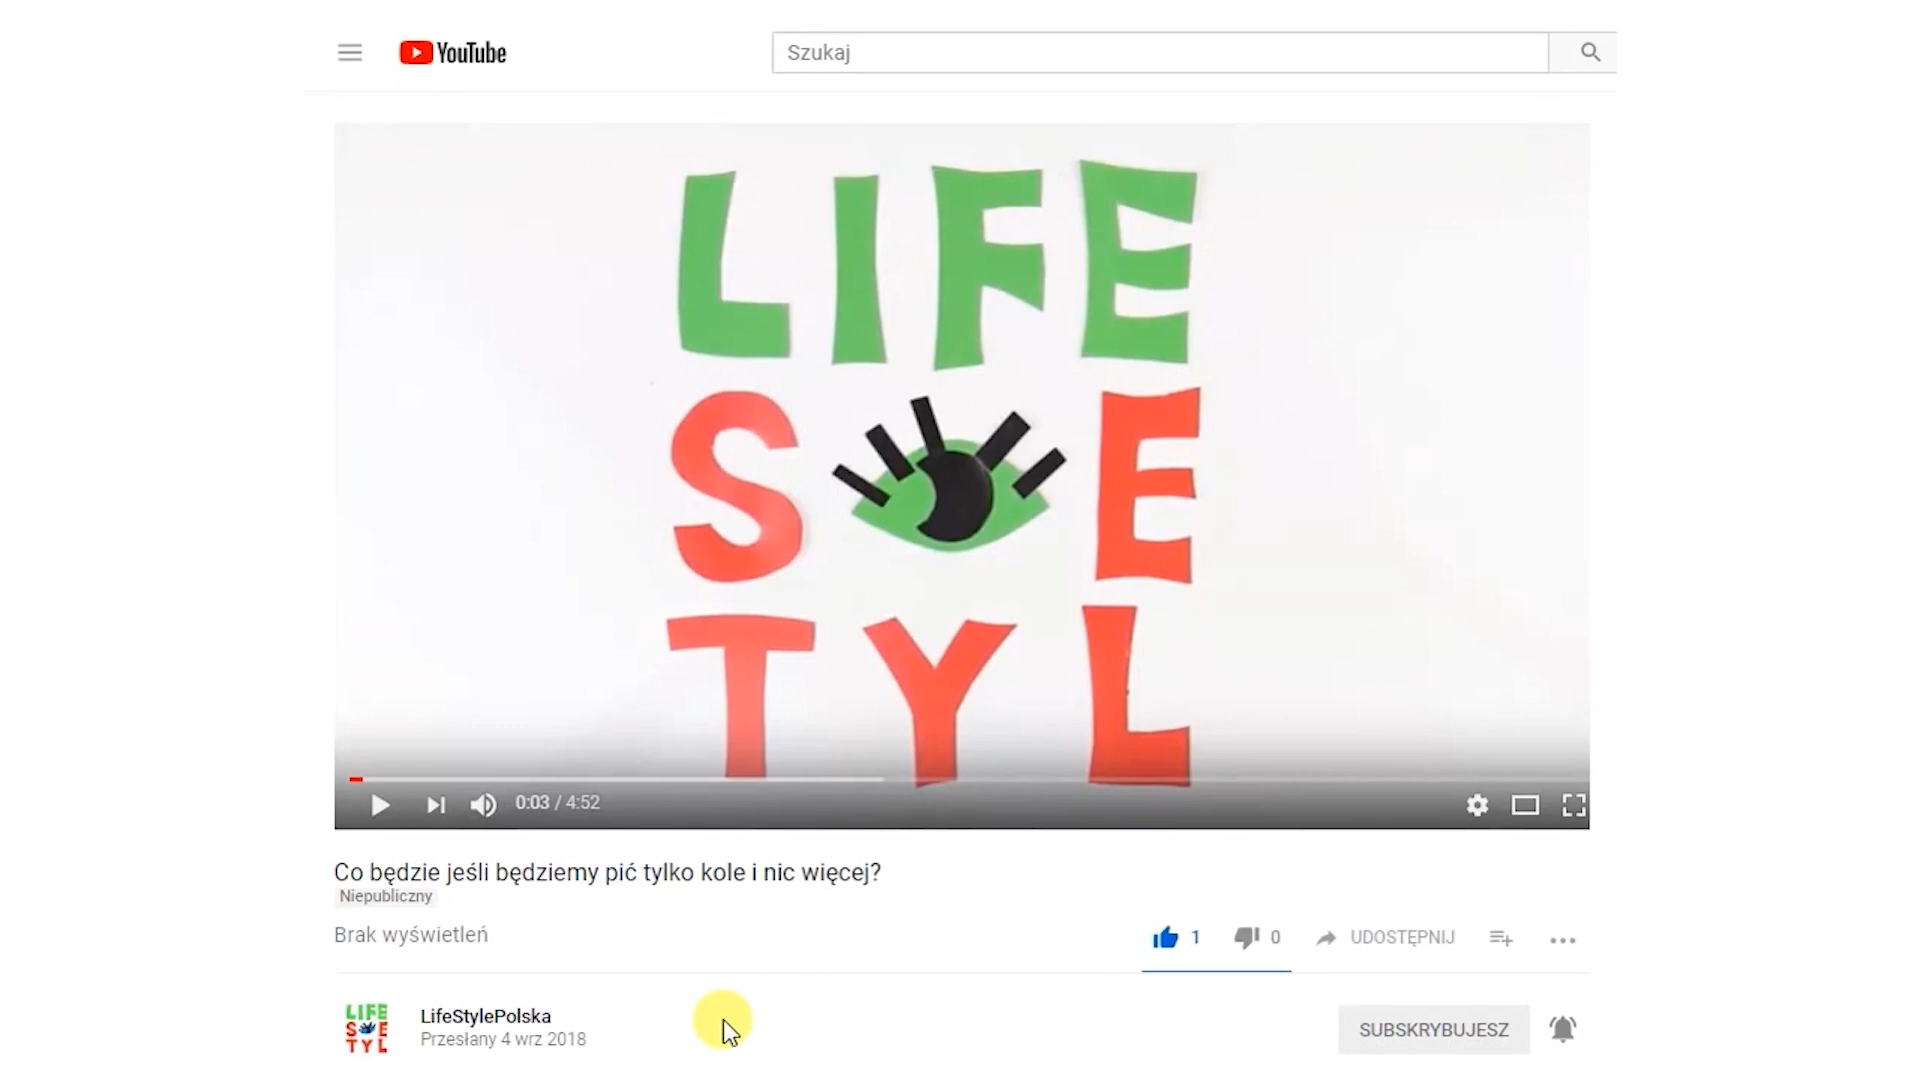 YouTube
Szukaj
LIFE
S E
TYL
0:03 / 4:52
Co będzie jeśli będziemy pić tylko kole i nic więcej?
Niepubliczny
Brak wyświetleń
1
0
UDOSTĘPNIJ
LIFE
S E
TYL
LifeStylePolska
Przesłany 4 wrz 2018
SUBSKRYBUJESZ